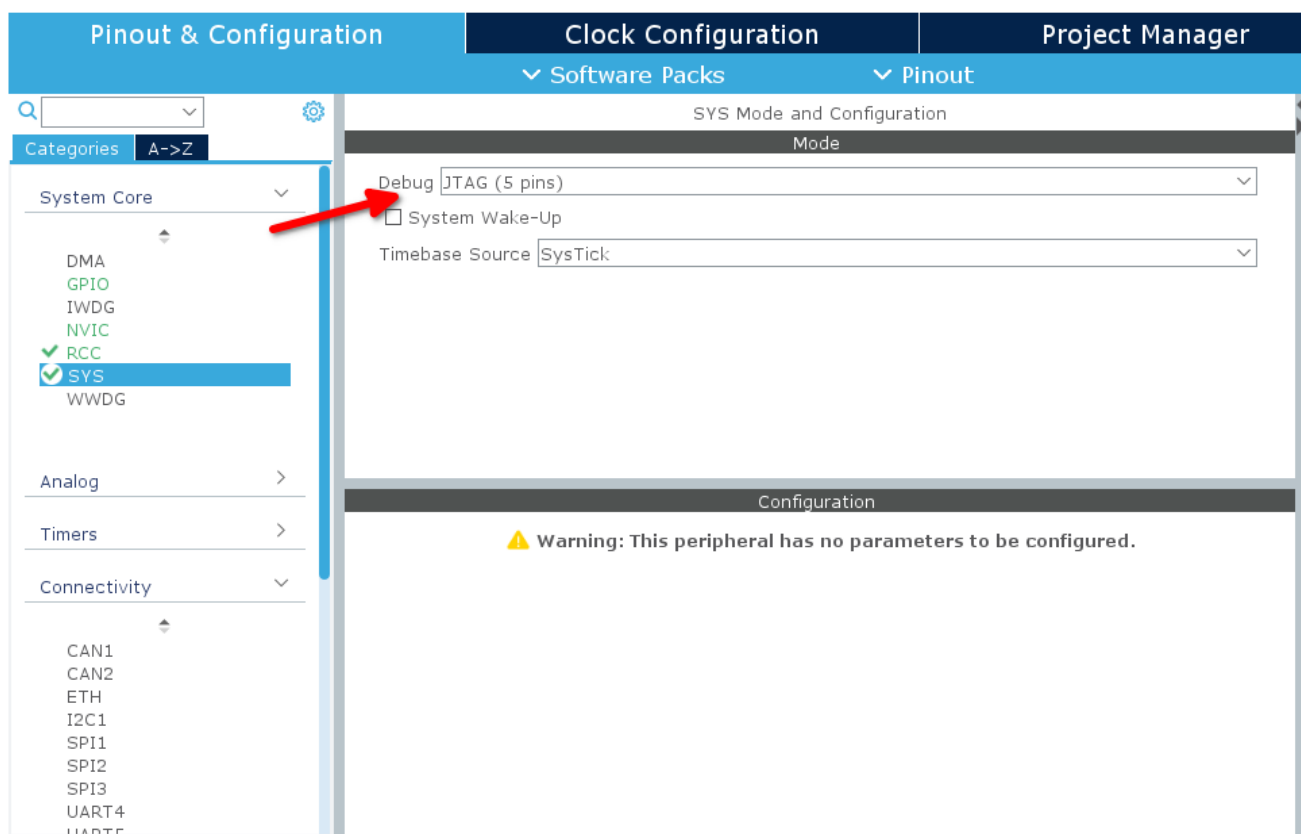 Pinout & Configuration
Clock Configuration
Project Manager
Software Packs
Pinout
Categories
A->Z
System Core
DMA
GPIO
IWDG
NVIC
RCC
SYS
WWDG
Analog
Timers
Connectivity
CAN1
CAN2
ETH
I2C1
SPI1
SPI2
SPI3
UART4
UART5
SYS Mode and Configuration
Mode
Debug JTAG (5 pins)
System Wake-Up
Timebase Source SysTick
Configuration
Warning: This peripheral has no parameters to be configured.